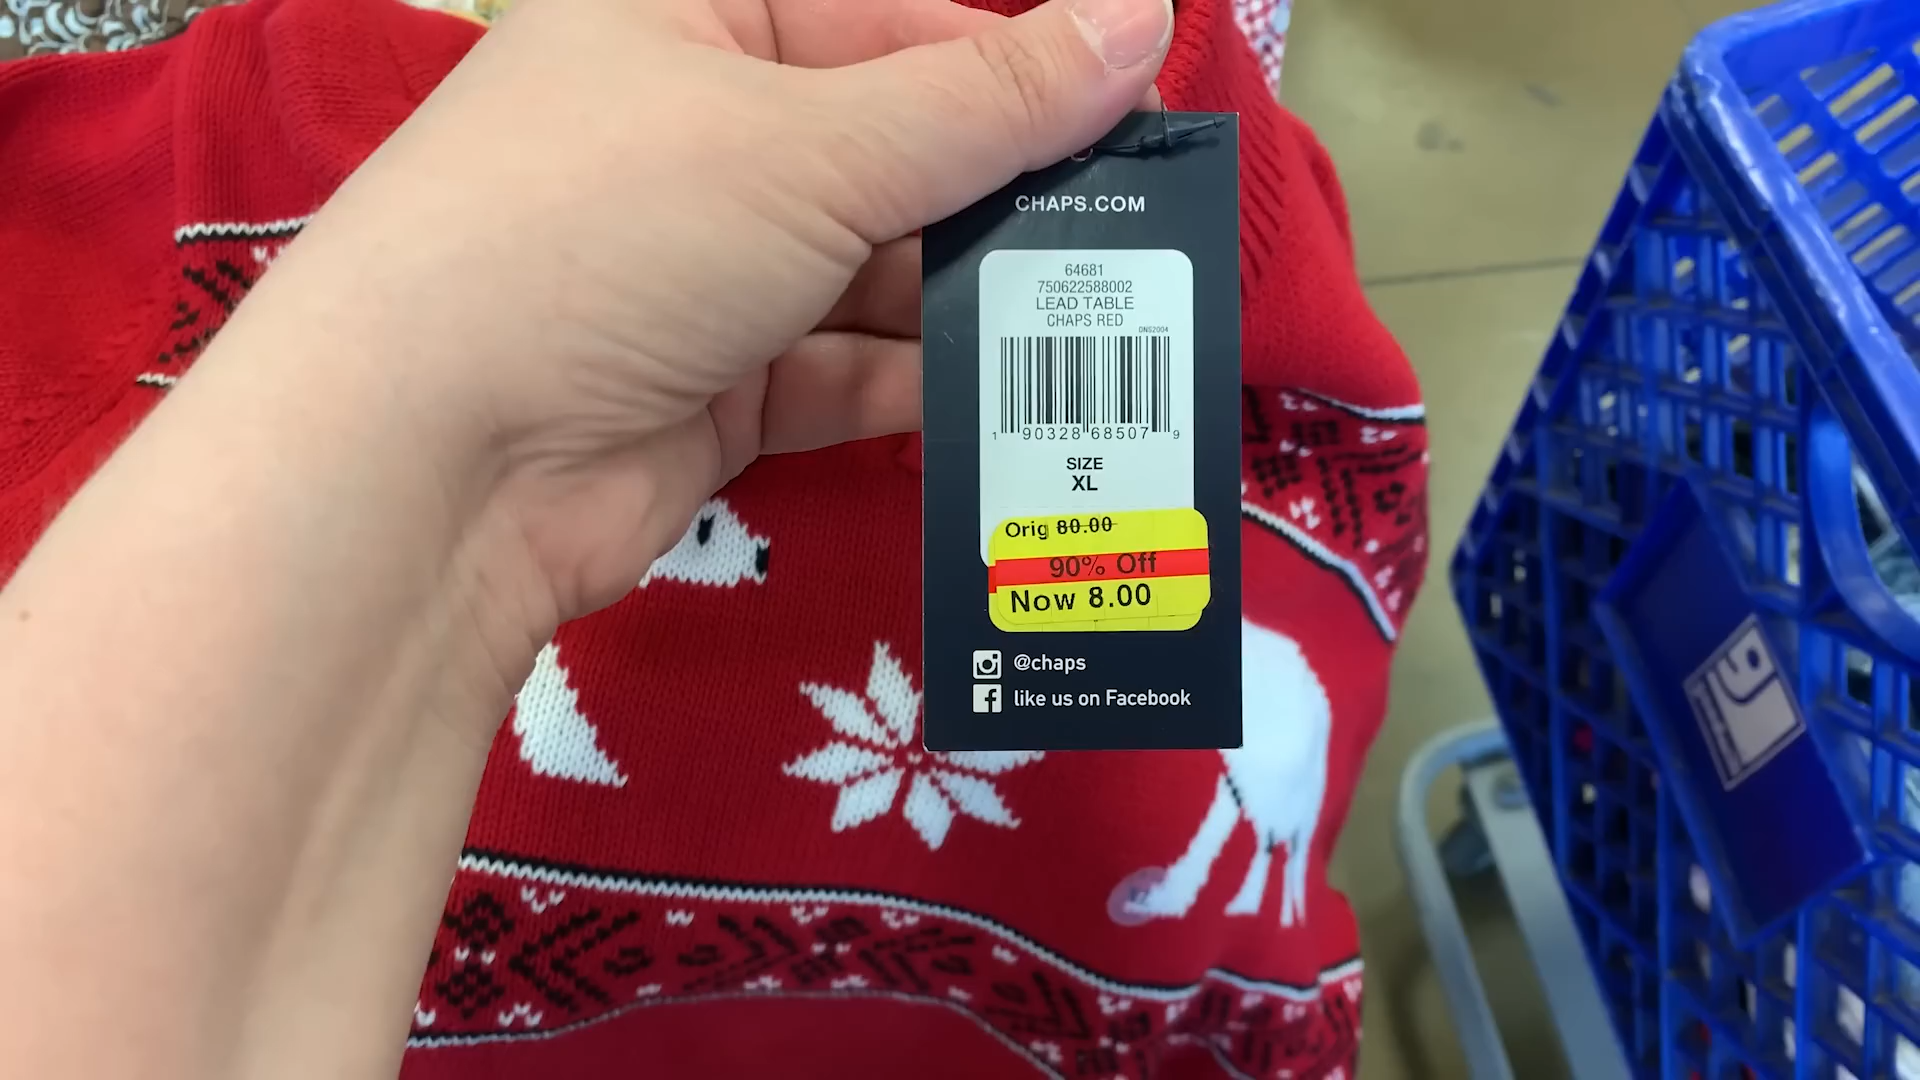 CHAPS.COM
64681
750622588002
LEAD TABLE
CHAPS RED
DNS2004
1 90328 68507 9
SIZE
XL
Orig 80.00
90% Off
Now 8.00
@chaps
like us on Facebook